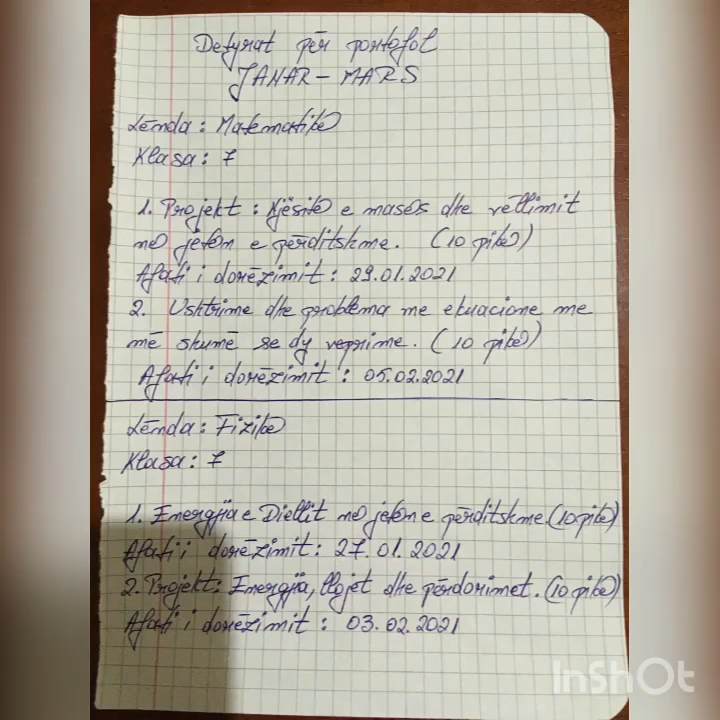 Detyrat për portofol
JANAR - MARS
Lënda : Matematikë
Klasa : 7
1. Projekt : Njësitë e masës dhe vëllimit
në jetën e përditshme. (10 pikë)
Afati i dorëzimit : 29.01.2021
2. Ushtrime dhe problema me ekuacione me
më shumë se dy veprime. (10 pikë)
Afati i dorëzimit : 05.02.2021
Lënda : Fizikë
Klasa : 7
1. Energjia e Diellit në jetën e përditshme. (10 pikë)
Afati i dorëzimit : 27.01.2021
2. Projekt : Energjia, llojet dhe përdorimet. (10 pikë)
Afati i dorëzimit : 03.02.2021
InShOt